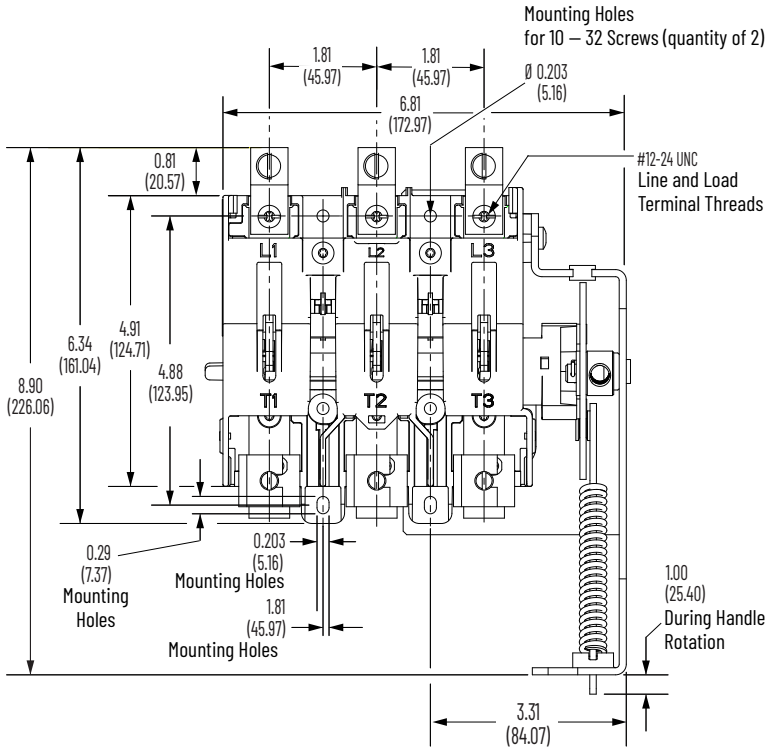 Mounting Holes
for 10 – 32 Screws (quantity of 2)
1.81
(45.97)
1.81
(45.97)
Ø 0.203
(5.16)
6.81
(172.97)
0.81
(20.57)
#12-24 UNC
Line and Load
Terminal Threads
L1
L2
L3
4.91
(124.71)
6.34
(161.04)
4.88
(123.95)
8.90
(226.06)
T1
T2
T3
0.29
(7.37)
Mounting
Holes
0.203
(5.16)
Mounting Holes
1.81
(45.97)
Mounting Holes
1.00
(25.40)
During Handle
Rotation
3.31
(84.07)